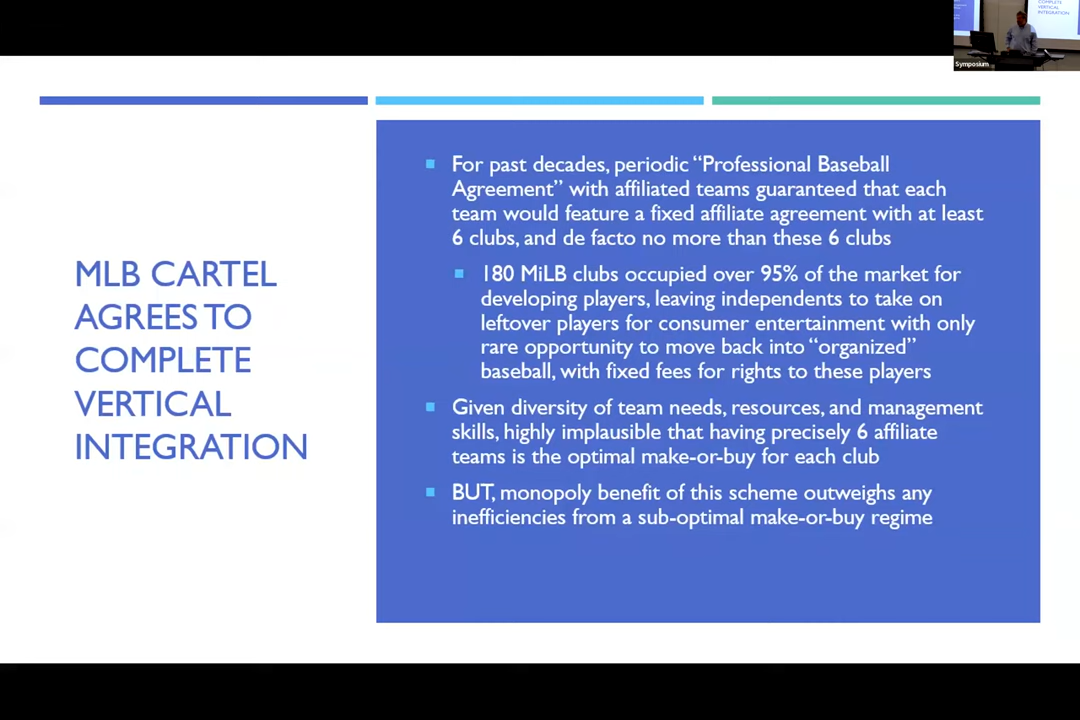 COMPLETE
VERTICAL
INTEGRATION
Symposium
MLB CARTEL
AGREES TO
COMPLETE
VERTICAL
INTEGRATION
For past decades, periodic “Professional Baseball
Agreement” with affiliated teams guaranteed that each
team would feature a fixed affiliate agreement with at least
6 clubs, and de facto no more than these 6 clubs
180 MiLB clubs occupied over 95% of the market for
developing players, leaving independents to take on
leftover players for consumer entertainment with only
rare opportunity to move back into “organized”
baseball, with fixed fees for rights to these players
Given diversity of team needs, resources, and management
skills, highly implausible that having precisely 6 affiliate
teams is the optimal make-or-buy for each club
BUT, monopoly benefit of this scheme outweighs any
inefficiencies from a sub-optimal make-or-buy regime